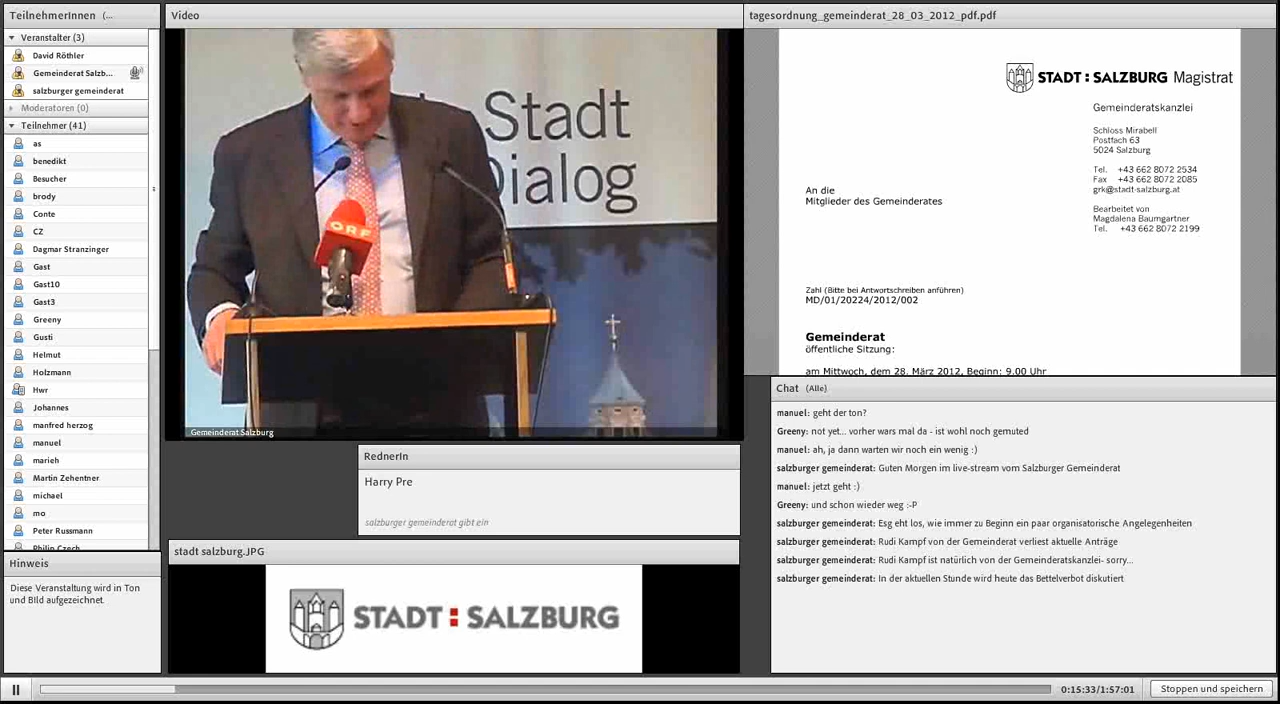 TeilnehmerInnen (...
Veranstalter (3)
David Röthler
Gemeinderat Salzb...
salzburger gemeinderat
Moderatoren (0)
Teilnehmer (41)
as
benedikt
Besucher
brody
Conte
CZ
Dagmar Stranzinger
Gast
Gast10
Gast3
Greeny
Gusti
Helmut
Holzmann
Hwr
Johannes
manfred herzog
manuel
marieh
Martin Zehentner
michael
mo
Peter Russmann
Philip Czech
Hinweis
Diese Veranstaltung wird in Ton
und BIld aufgezeichnet.
Video
Stadt
Dialog
ORF
Gemeinderat Salzburg
RednerIn
Harry Pre
salzburger gemeinderat gibt ein
stadt salzburg.JPG
STADT : SALZBURG
tagesordnung_gemeinderat_28_03_2012_pdf.pdf
STADT : SALZBURG Magistrat
Gemeinderatskanzlei
Schloss Mirabell
Postfach 63
5024 Salzburg
Tel. +43 662 8072 2534
Fax +43 662 8072 2085
grk@stadt-salzburg.at
Bearbeitet von
Magdalena Baumgartner
Tel. +43 662 8072 2199
An die
Mitglieder des Gemeinderates
Zahl (Bitte bei Antwortschreiben anführen)
MD/01/20224/2012/002
Gemeinderat
öffentliche Sitzung:
am Mittwoch, dem 28. März 2012, Beginn: 9.00 Uhr
Chat (Alle)
manuel: geht der ton?
Greeny: not yet... vorher wars mal da - ist wohl noch gemuted
manuel: ah, ja dann warten wir noch ein wenig :)
salzburger gemeinderat: Guten Morgen im live-stream vom Salzburger Gemeinderat
manuel: jetzt geht :)
Greeny: und schon wieder weg :-P
salzburger gemeinderat: Esg eht los, wie immer zu Beginn ein paar organisatorische Angelegenheiten
salzburger gemeinderat: Rudi Kampf von der Gemeinderat verliest aktuelle Anträge
salzburger gemeinderat: Rudi Kampf ist natürlich von der Gemeinderatskanzlei- sorry...
salzburger gemeinderat: In der aktuellen Stunde wird heute das Bettelverbot diskutiert
0:15:33/1:57:01
Stoppen und speichern